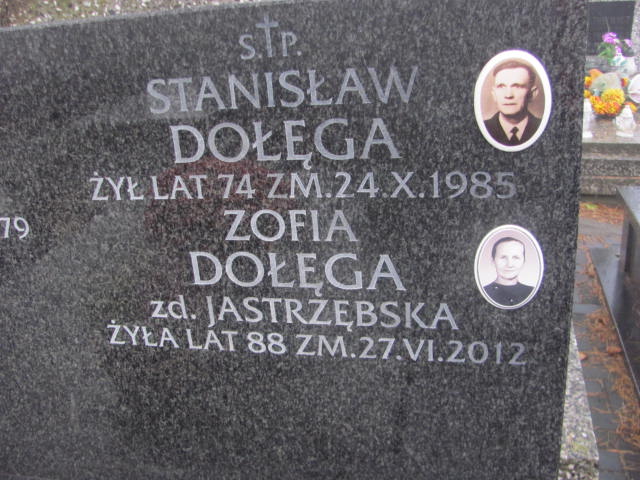 Ś.†P.
STANISŁAW
DOŁĘGA
ŻYŁ LAT 74 ZM.24.X.1985
79
ZOFIA
DOŁĘGA
zd. JASTRZĘBSKA
ŻYŁA LAT 88 ZM.27.VI.2012